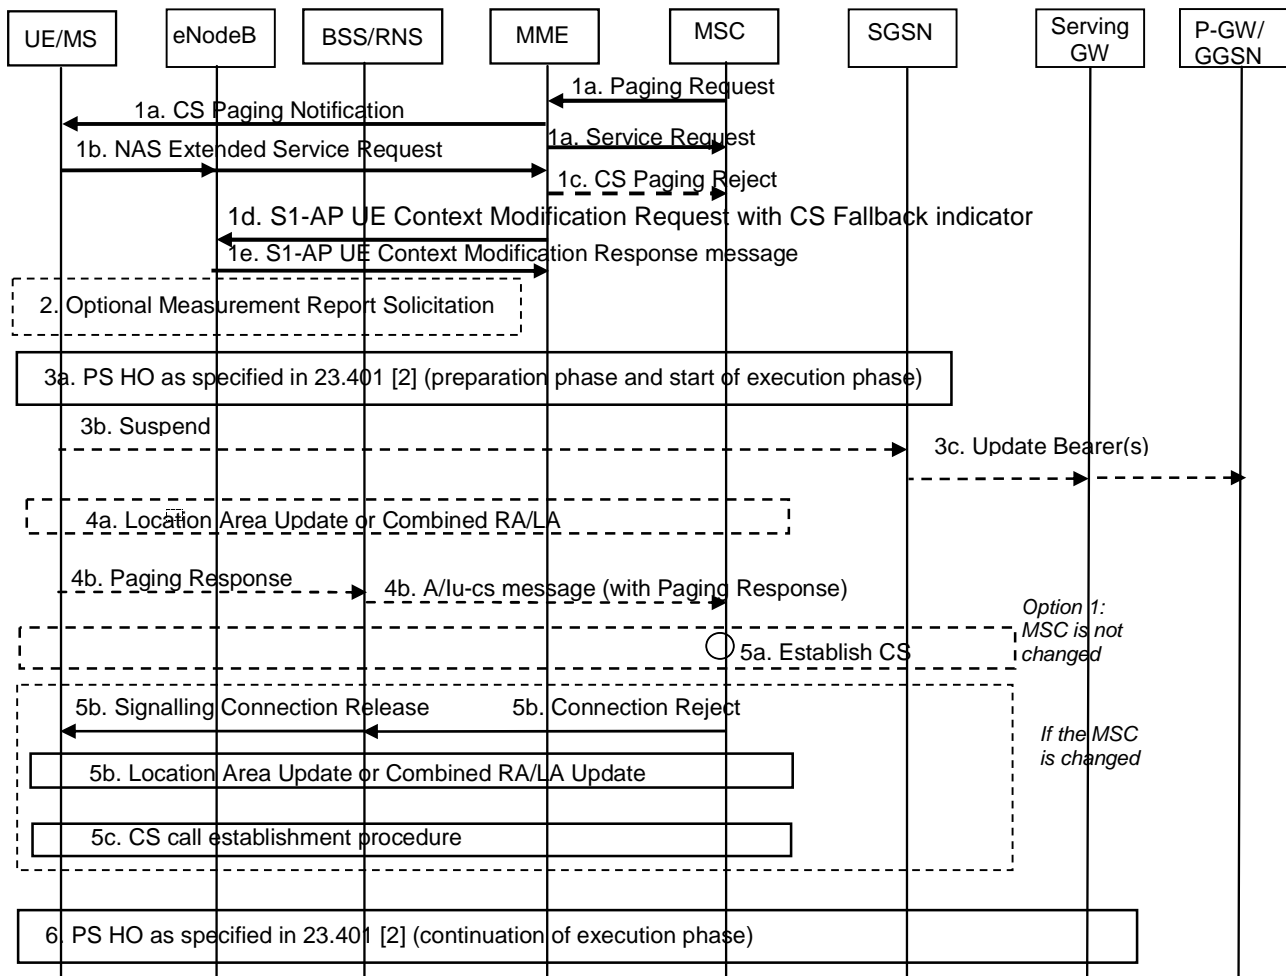 UE/MS
eNodeB
BSS/RNS
MME
MSC
SGSN
Serving
GW
P-GW/
GGSN
1a. Paging Request
1a. CS Paging Notification
1a. Service Request
1b. NAS Extended Service Request
1c. CS Paging Reject
1d. S1-AP UE Context Modification Request with CS Fallback indicator
1e. S1-AP UE Context Modification Response message
2. Optional Measurement Report Solicitation
3a. PS HO as specified in 23.401 [2] (preparation phase and start of execution phase)
3b. Suspend
3c. Update Bearer(s)
4a. Location Area Update or Combined RA/LA
4b. Paging Response
4b. A/Iu-cs message (with Paging Response)
Option 1:
MSC is not
changed
5a. Establish CS
5b. Signalling Connection Release
5b. Connection Reject
If the MSC
is changed
5b. Location Area Update or Combined RA/LA Update
5c. CS call establishment procedure
6. PS HO as specified in 23.401 [2] (continuation of execution phase)